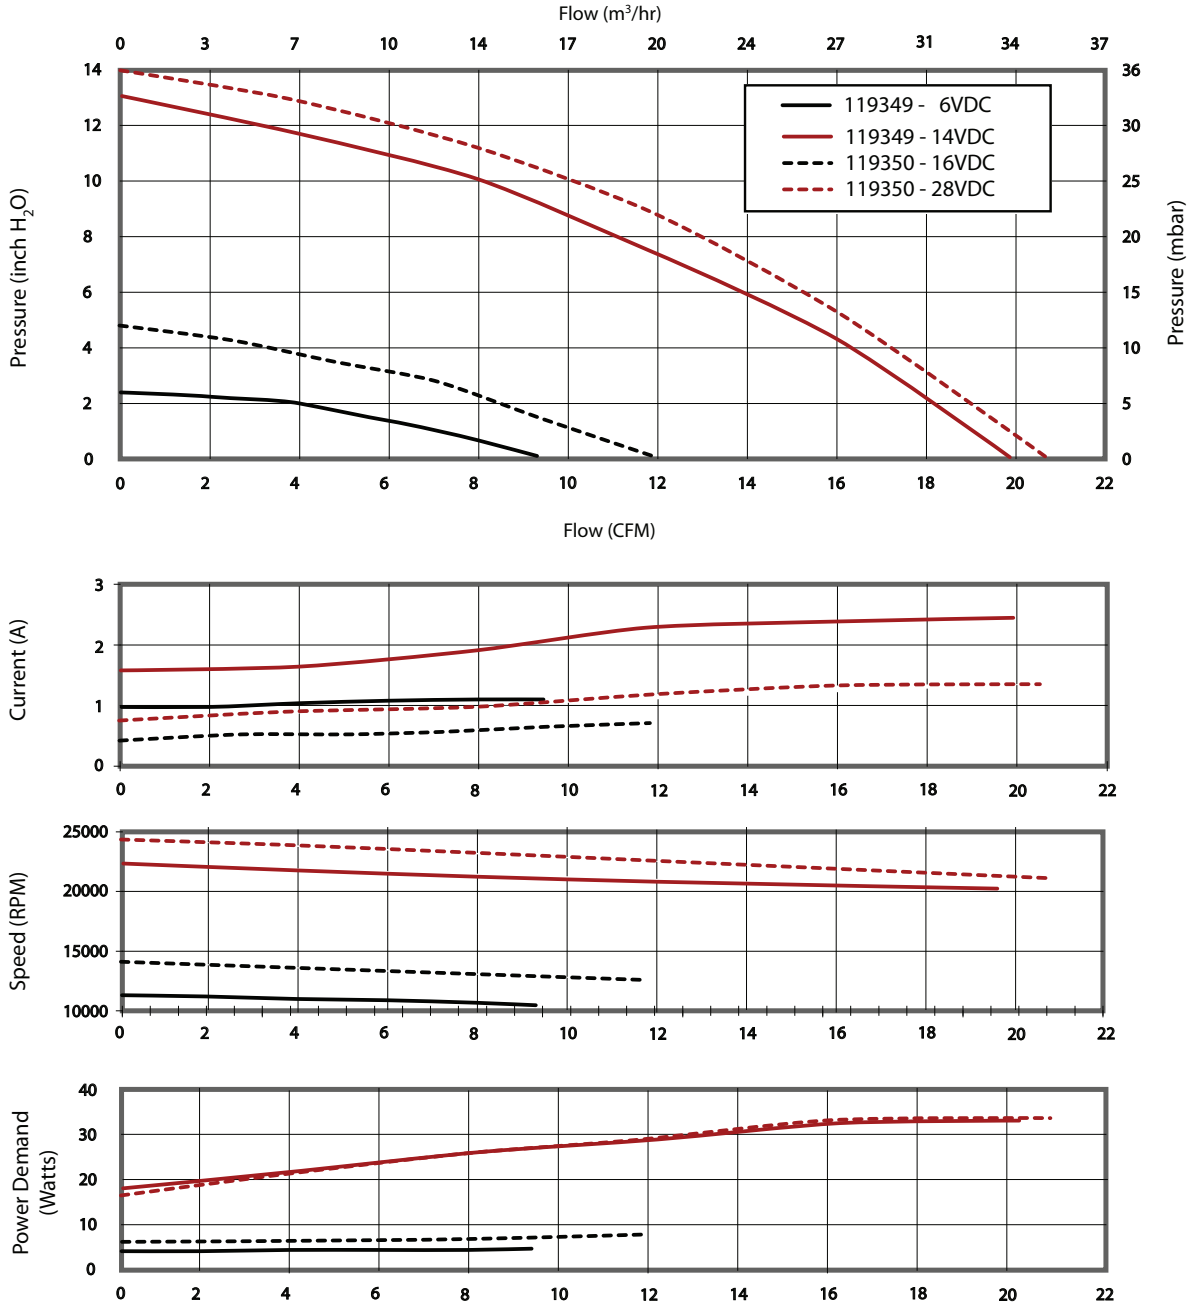 Flow (m³/hr)
0 3 7 10 14 17 20 24 27 31 34 37
14 36
12 30
10 25
8 20
6 15
4 10
2 5
0 0
Pressure (inch H₂O)
Pressure (mbar)
119349 - 6VDC
119349 - 14VDC
119350 - 16VDC
119350 - 28VDC
0 2 4 6 8 10 12 14 16 18 20 22
Flow (CFM)
Current (A)
3
2
1
0
0 2 4 6 8 10 12 14 16 18 20 22
Speed (RPM)
25000
20000
15000
10000
0 2 4 6 8 10 12 14 16 18 20 22
Power Demand
(Watts)
40
30
20
10
0
0 2 4 6 8 10 12 14 16 18 20 22